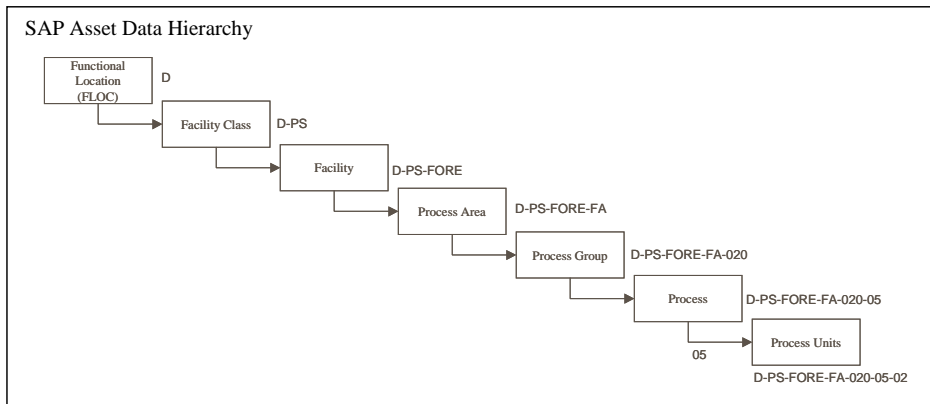 SAP Asset Data Hierarchy
Functional
Location
(FLOC)
D
Facility Class
D-PS
Facility
D-PS-FORE
Process Area
D-PS-FORE-FA
Process Group
D-PS-FORE-FA-020
Process
D-PS-FORE-FA-020-05
05
Process Units
D-PS-FORE-FA-020-05-02